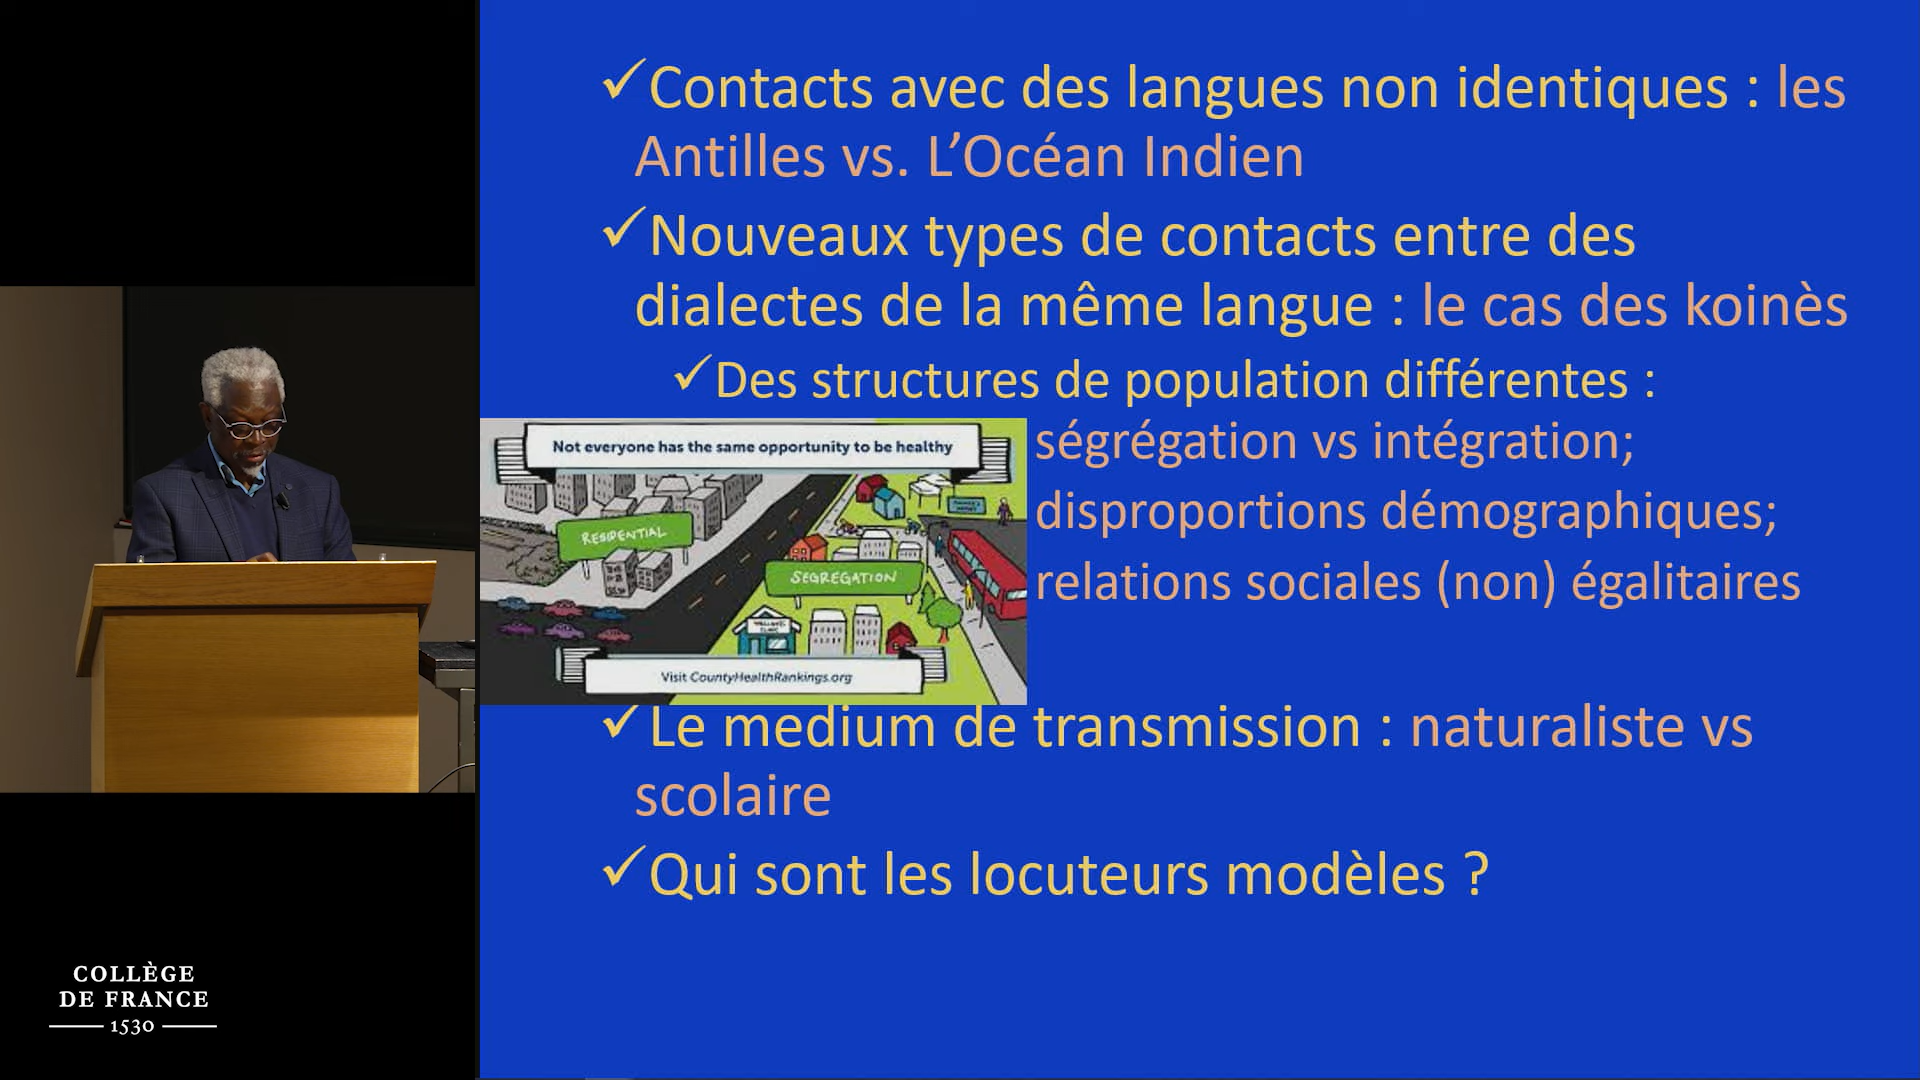 ✓Contacts avec des langues non identiques : les
Antilles vs. L’Océan Indien
✓Nouveaux types de contacts entre des
dialectes de la même langue : le cas des koinès
✓Des structures de population différentes :
ségrégation vs intégration;
disproportions démographiques;
relations sociales (non) égalitaires
Not everyone has the same opportunity to be healthy
RESIDENTIAL
SEGREGATION
WELLNESS
CLINIC
Visit CountyHealthRankings.org
✓Le medium de transmission : naturaliste vs
scolaire
✓Qui sont les locuteurs modèles ?
COLLÈGE
DE FRANCE
1530